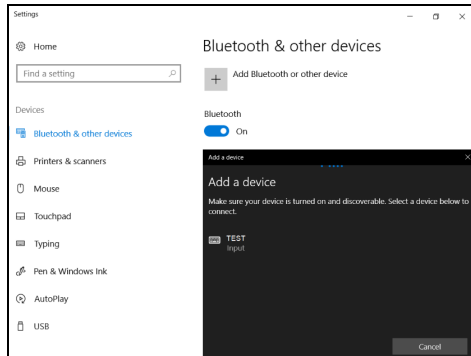 Settings
Home
Find a setting
Devices
Bluetooth & other devices
Printers & scanners
Mouse
Touchpad
Typing
Pen & Windows Ink
AutoPlay
USB
Bluetooth & other devices
Add Bluetooth or other device
Bluetooth
On
Add a device
Add a device
Make sure your device is turned on and discoverable. Select a device below to
connect.
TEST
Input
Cancel